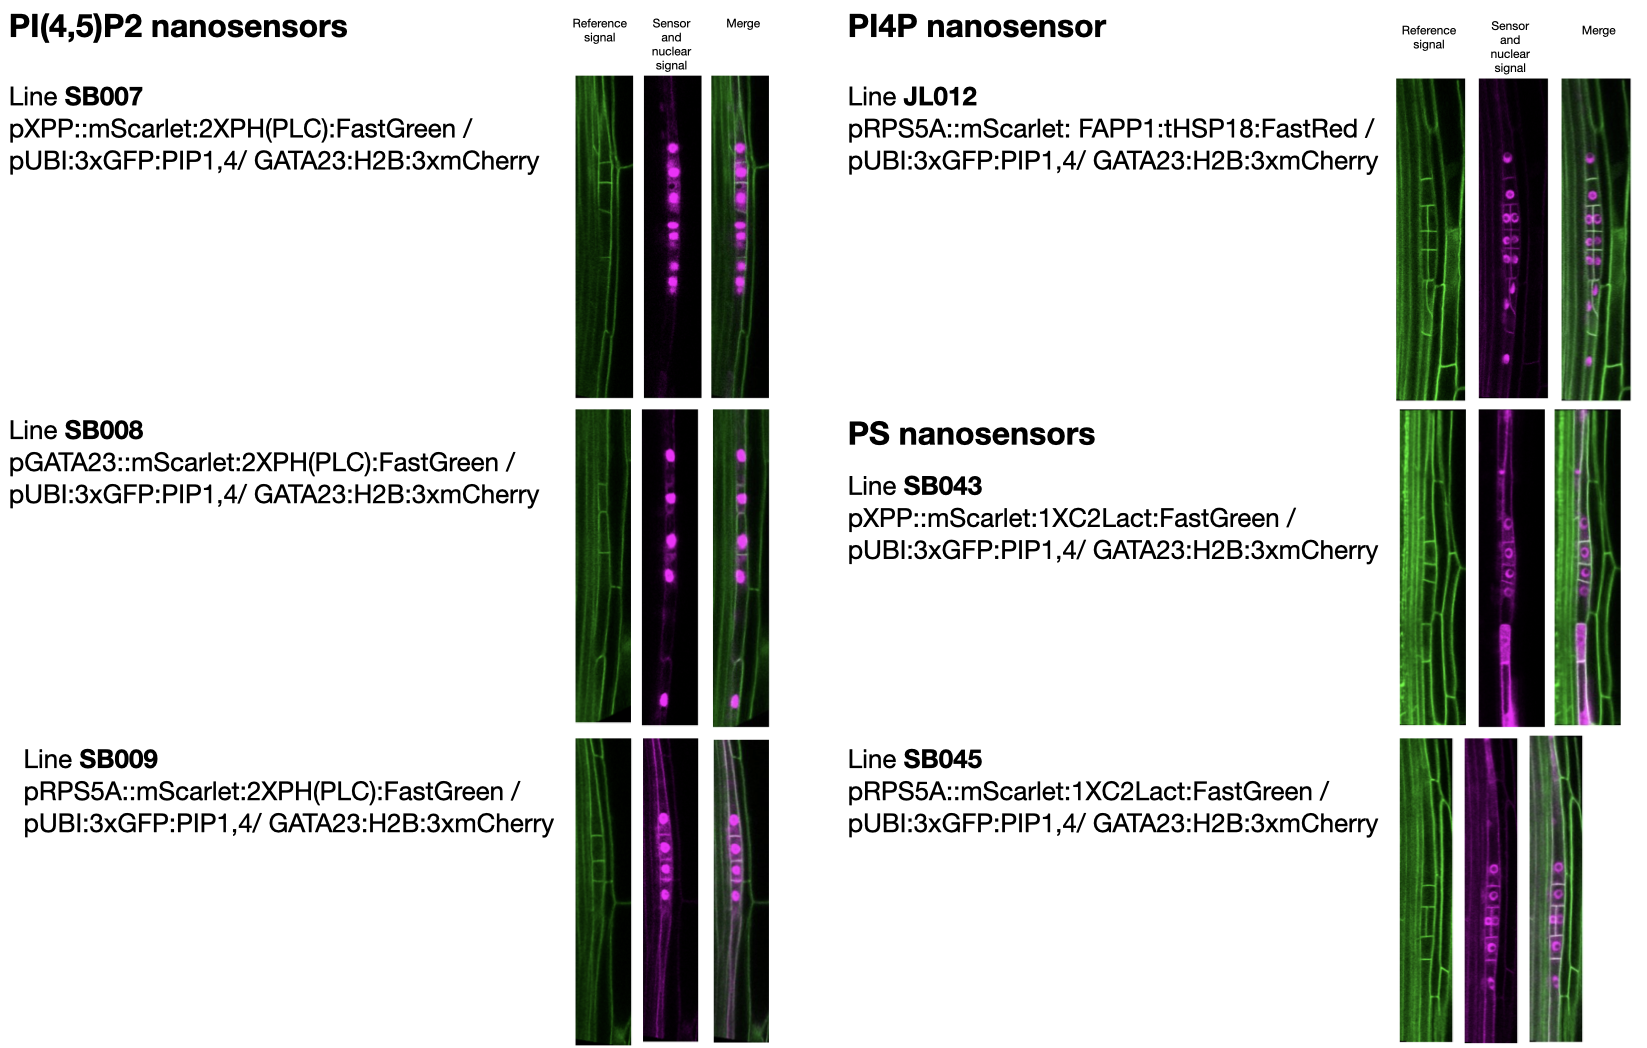 PI(4,5)P2 nanosensors
Reference
signal
Sensor
and
nuclear
signal
Merge
Line SB007
pXPP::mScarlet:2XPH(PLC):FastGreen /
pUBI:3xGFP:PIP1,4/ GATA23:H2B:3xmCherry
Line SB008
pGATA23::mScarlet:2XPH(PLC):FastGreen /
pUBI:3xGFP:PIP1,4/ GATA23:H2B:3xmCherry
Line SB009
pRPS5A::mScarlet:2XPH(PLC):FastGreen /
pUBI:3xGFP:PIP1,4/ GATA23:H2B:3xmCherry
PI4P nanosensor
Reference
signal
Sensor
and
nuclear
signal
Merge
Line JL012
pRPS5A::mScarlet: FAPP1:tHSP18:FastRed /
pUBI:3xGFP:PIP1,4/ GATA23:H2B:3xmCherry
PS nanosensors
Line SB043
pXPP::mScarlet:1XC2Lact:FastGreen /
pUBI:3xGFP:PIP1,4/ GATA23:H2B:3xmCherry
Line SB045
pRPS5A::mScarlet:1XC2Lact:FastGreen /
pUBI:3xGFP:PIP1,4/ GATA23:H2B:3xmCherry